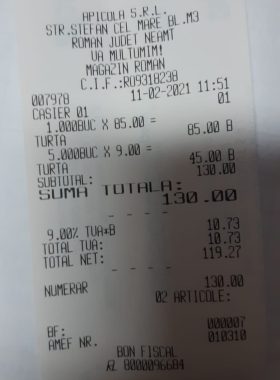 APICOLA S.R.L.
STR.STEFAN CEL MARE BL.M3
ROMAN JUDET NEAMT
VA MULTUMIM!
MAGAZIN ROMAN
C.I.F.:RO9318238
007978 11-02-2021 11:51
CASIER 01 01
1.000BUC X 85.00 =
TURTA 85.00 B
5.000BUC X 9.00 =
TURTA 45.00 B
SUBTOTAL: 130.00
SUMA TOTALA:
130.00
- - - -
9.00% TVA*B 10.73
TOTAL TVA: 10.73
TOTAL NET: 119.27
- - - -
NUMERAR 130.00
02 ARTICOLE:
BF: 000007
AMEF NR. 010310
BON FISCAL
8000096684